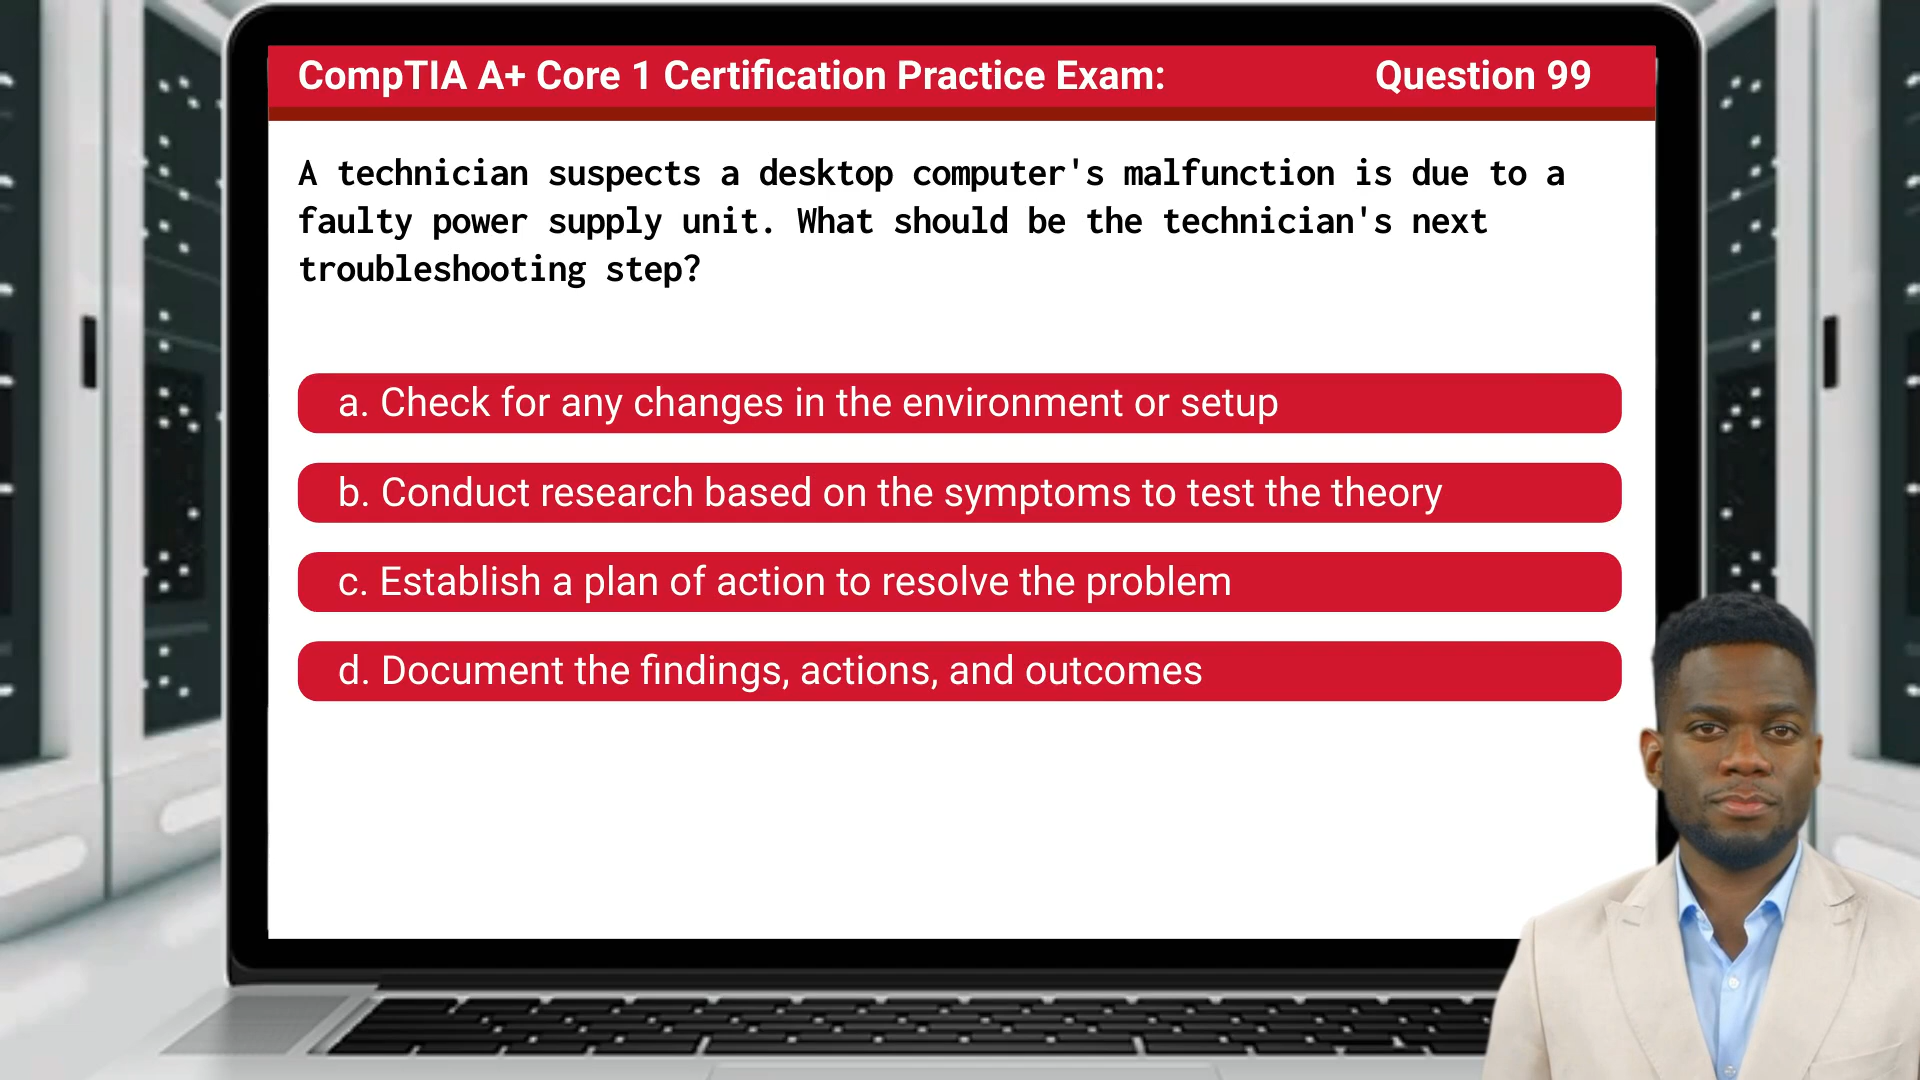 CompTIA A+ Core 1 Certification Practice Exam: Question 99
A technician suspects a desktop computer's malfunction is due to a
faulty power supply unit. What should be the technician's next
troubleshooting step?
a. Check for any changes in the environment or setup
b. Conduct research based on the symptoms to test the theory
c. Establish a plan of action to resolve the problem
d. Document the findings, actions, and outcomes